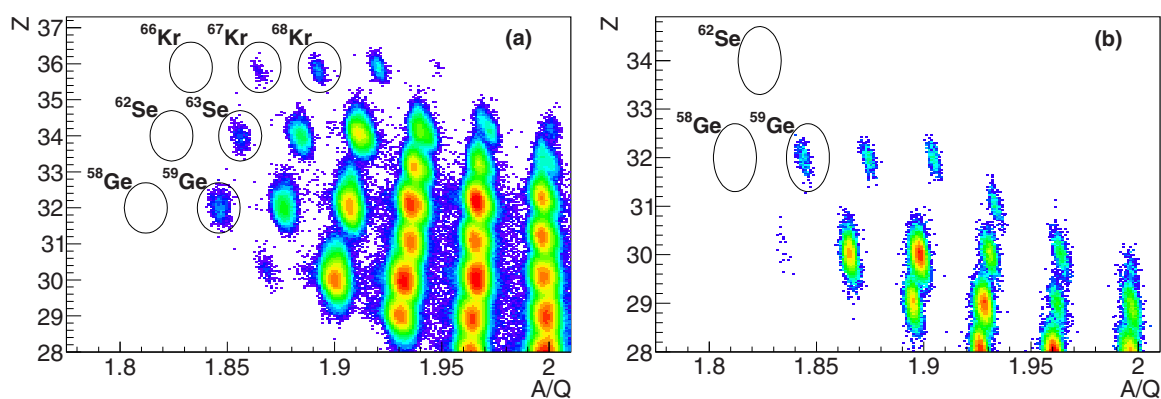 Z
37
36
35
34
33
32
31
30
29
28
(a)
⁶⁶Kr ⁶⁷Kr ⁶⁸Kr
⁶²Se ⁶³Se
⁵⁸Ge ⁵⁹Ge
1.8 1.85 1.9 1.95 2
A/Q
Z
34
33
32
31
30
29
28
(b)
⁶²Se
⁵⁸Ge ⁵⁹Ge
1.8 1.85 1.9 1.95 2
A/Q